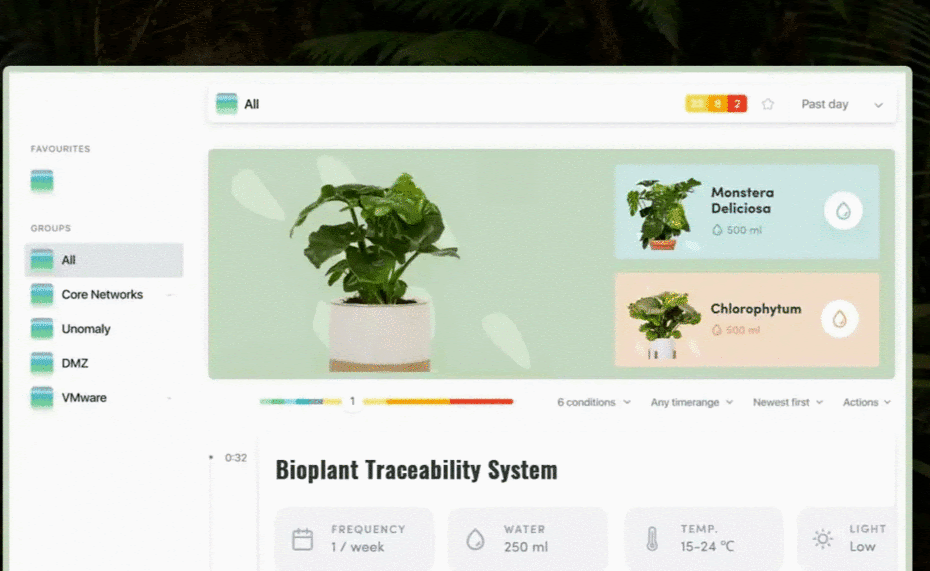 All
8 2
Past day
FAVOURITES
GROUPS
All
Core Networks
Unomaly
DMZ
VMware
Monstera
Deliciosa
500 ml
Chlorophytum
500 ml
1
6 conditions
Any timerange
Newest first
Actions
0:32
Bioplant Traceability System
FREQUENCY
1 / week
WATER
250 ml
TEMP.
15-24 °C
LIGHT
Low